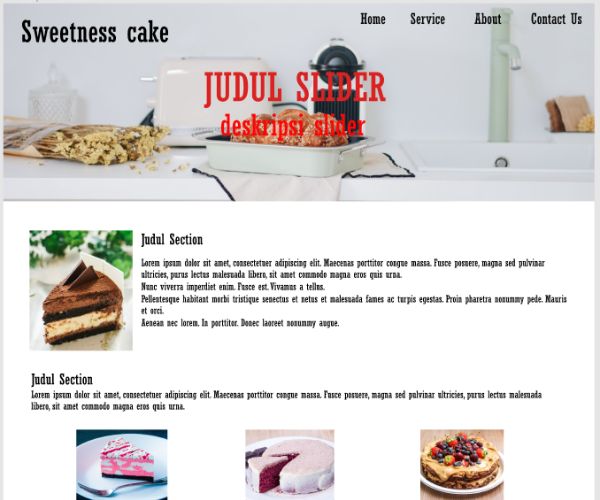 Sweetness cake
Home Service About Contact Us
JUDUL SLIDER
deskripsi slider
Judul Section
Lorem ipsum dolor sit amet, consectetuer adipiscing elit. Maecenas porttitor congue massa. Fusce posuere, magna sed pulvinar
ultricies, purus lectus malesuada libero, sit amet commodo magna eros quis urna.
Nunc viverra imperdiet enim. Fusce est. Vivamus a tellus.
Pellentesque habitant morbi tristique senectus et netus et malesuada fames ac turpis egestas. Proin pharetra nonummy pede. Mauris
et orci.
Aenean nec lorem. In porttitor. Donec laoreet nonummy augue.
Judul Section
Lorem ipsum dolor sit amet, consectetuer adipiscing elit. Maecenas porttitor congue massa. Fusce posuere, magna sed pulvinar ultricies, purus lectus malesuada
libero, sit amet commodo magna eros quis urna.